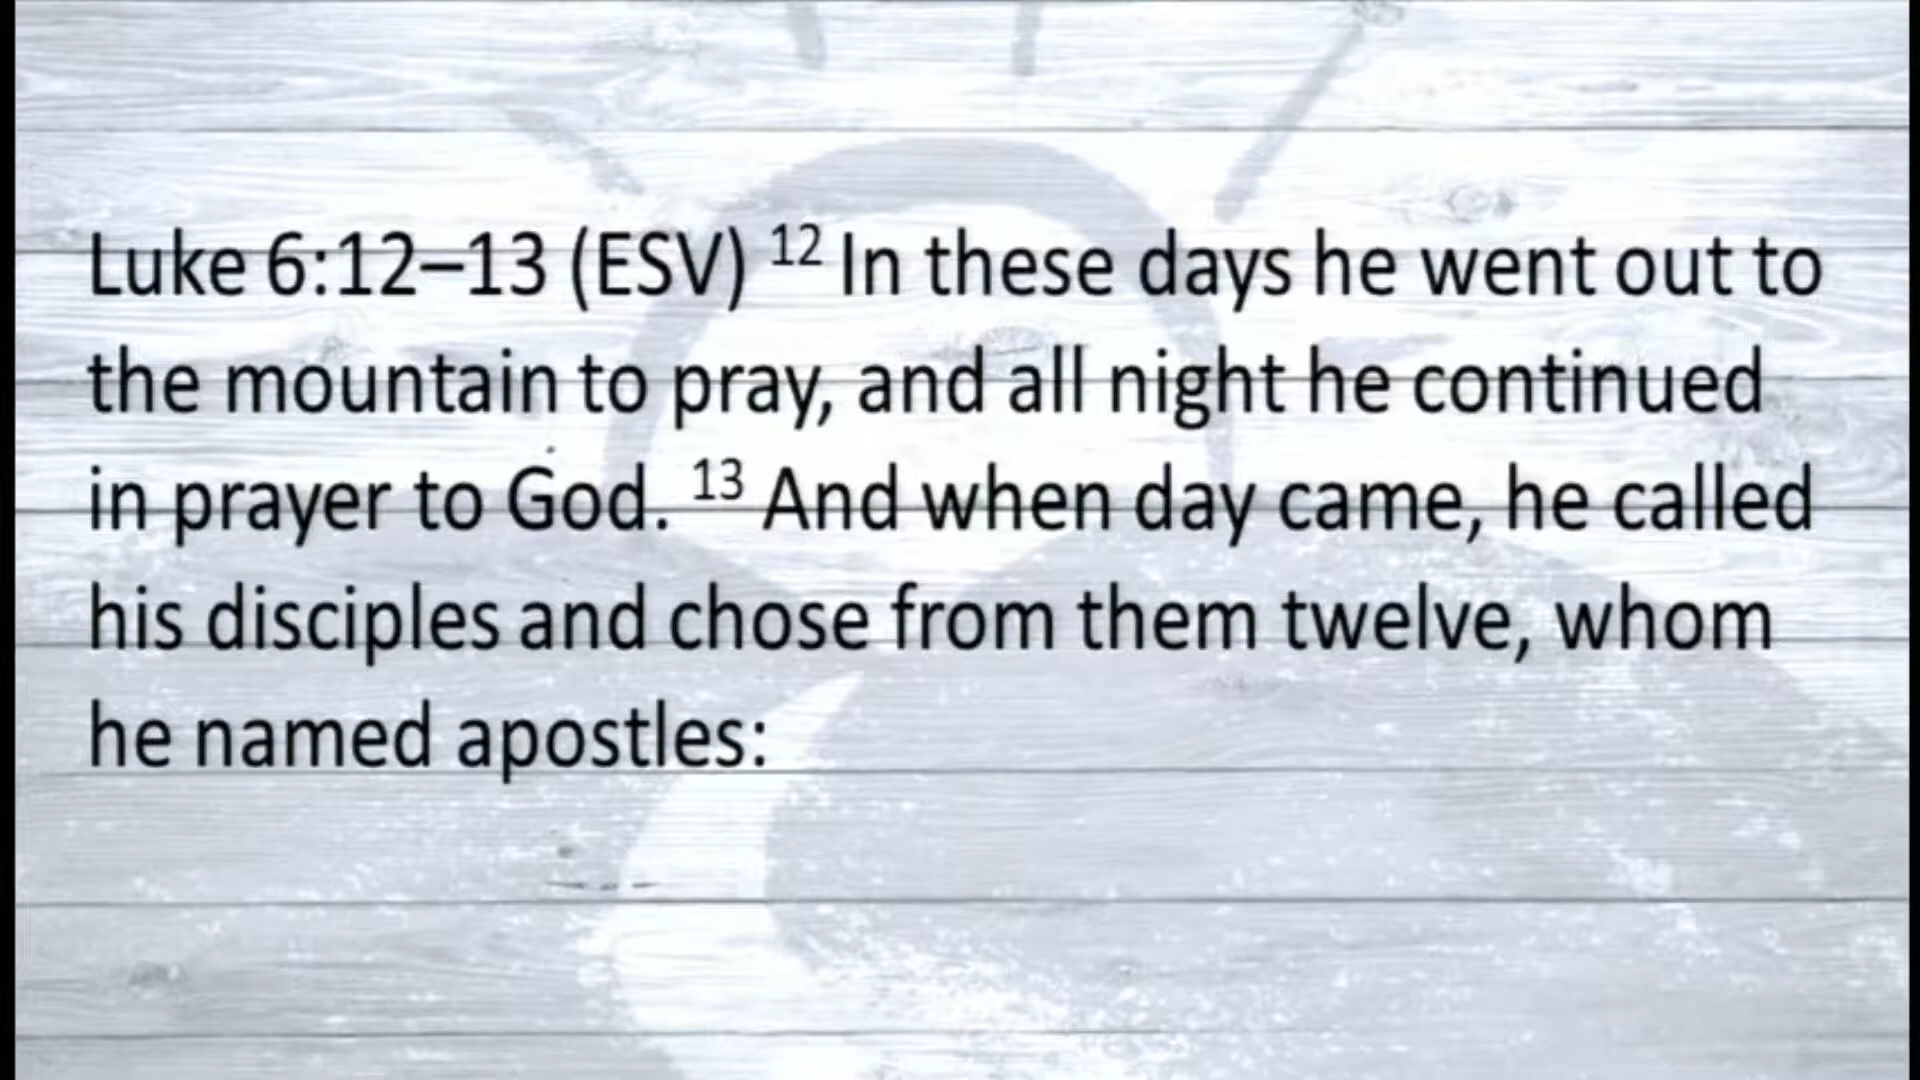 Luke 6:12–13 (ESV) 12 In these days he went out to
the mountain to pray, and all night he continued
in prayer to God. 13 And when day came, he called
his disciples and chose from them twelve, whom
he named apostles: